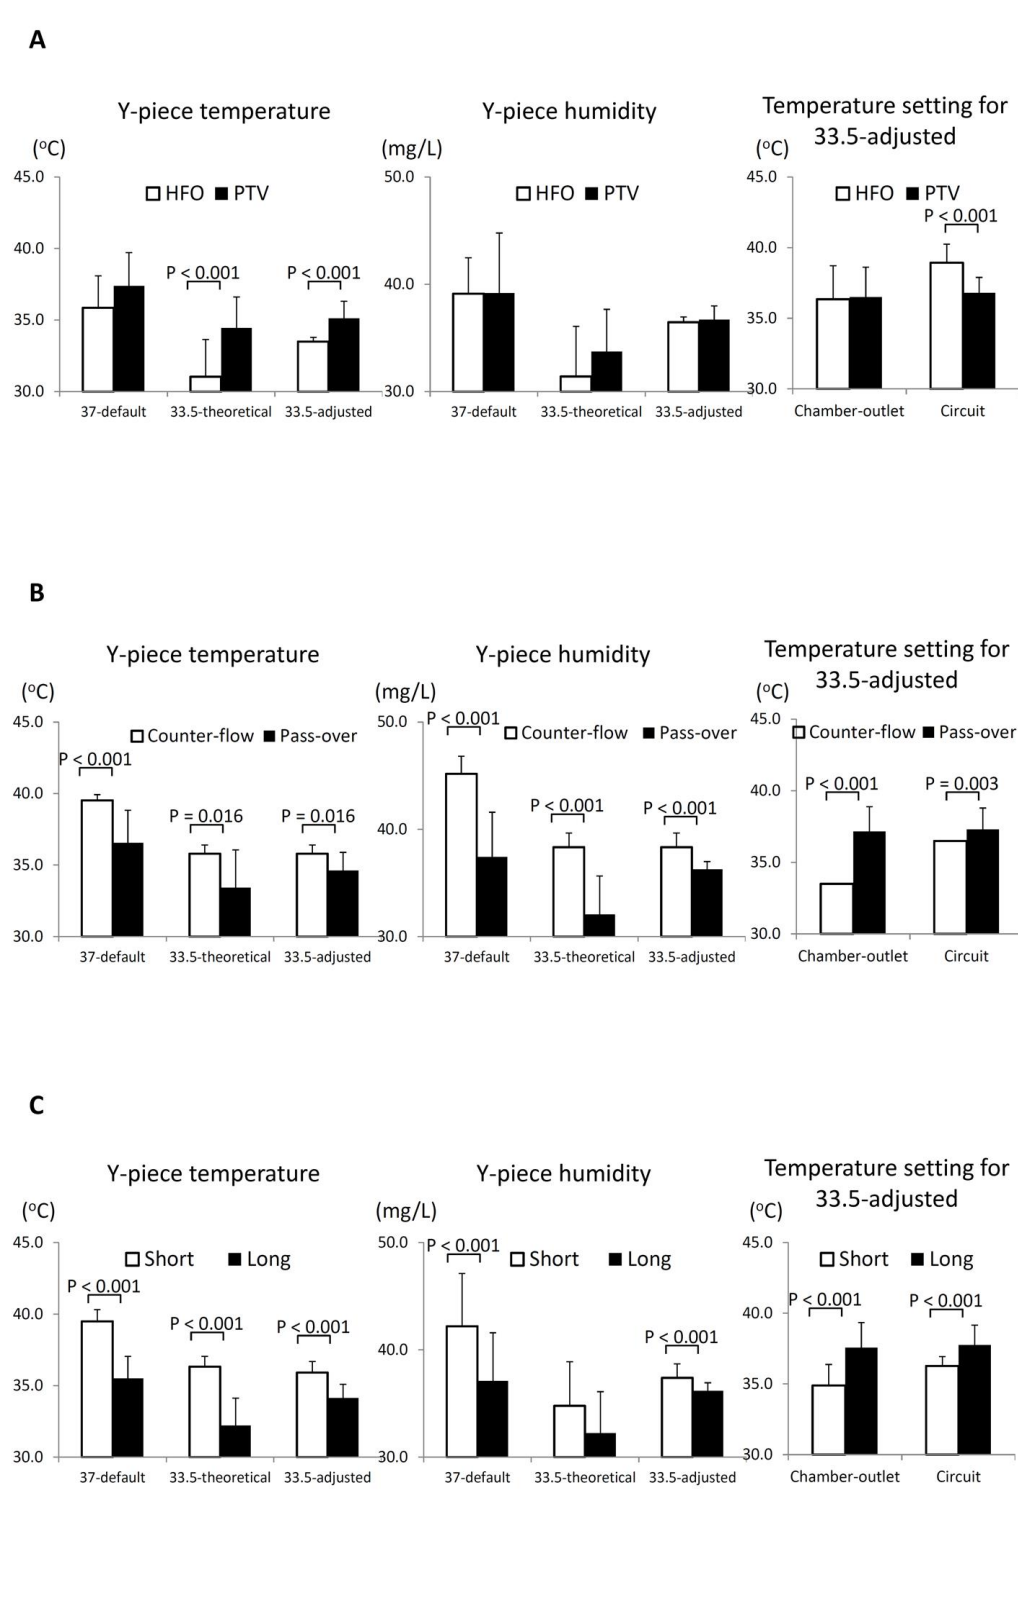 A
Y-piece temperature
(oC)
45.0
40.0
35.0
30.0
HFO PTV
P < 0.001
P < 0.001
37-default 33.5-theoretical 33.5-adjusted
Y-piece humidity
(mg/L)
50.0
40.0
30.0
HFO PTV
37-default 33.5-theoretical 33.5-adjusted
Temperature setting for
33.5-adjusted
(oC)
45.0
40.0
35.0
30.0
HFO PTV
P < 0.001
Chamber-outlet Circuit
B
Y-piece temperature
(oC)
45.0
40.0
35.0
30.0
Counter-flow Pass-over
P < 0.001
P = 0.016
P = 0.016
37-default 33.5-theoretical 33.5-adjusted
Y-piece humidity
(mg/L)
50.0
40.0
30.0
P < 0.001
Counter-flow Pass-over
P < 0.001
P < 0.001
37-default 33.5-theoretical 33.5-adjusted
Temperature setting for
33.5-adjusted
(oC)
45.0
40.0
35.0
30.0
Counter-flow Pass-over
P < 0.001
P = 0.003
Chamber-outlet Circuit
C
Y-piece temperature
(oC)
45.0
40.0
35.0
30.0
Short Long
P < 0.001
P < 0.001
P < 0.001
37-default 33.5-theoretical 33.5-adjusted
Y-piece humidity
(mg/L)
50.0
40.0
30.0
P < 0.001
Short Long
P < 0.001
37-default 33.5-theoretical 33.5-adjusted
Temperature setting for
33.5-adjusted
(oC)
45.0
40.0
35.0
30.0
Short Long
P < 0.001
P < 0.001
Chamber-outlet Circuit